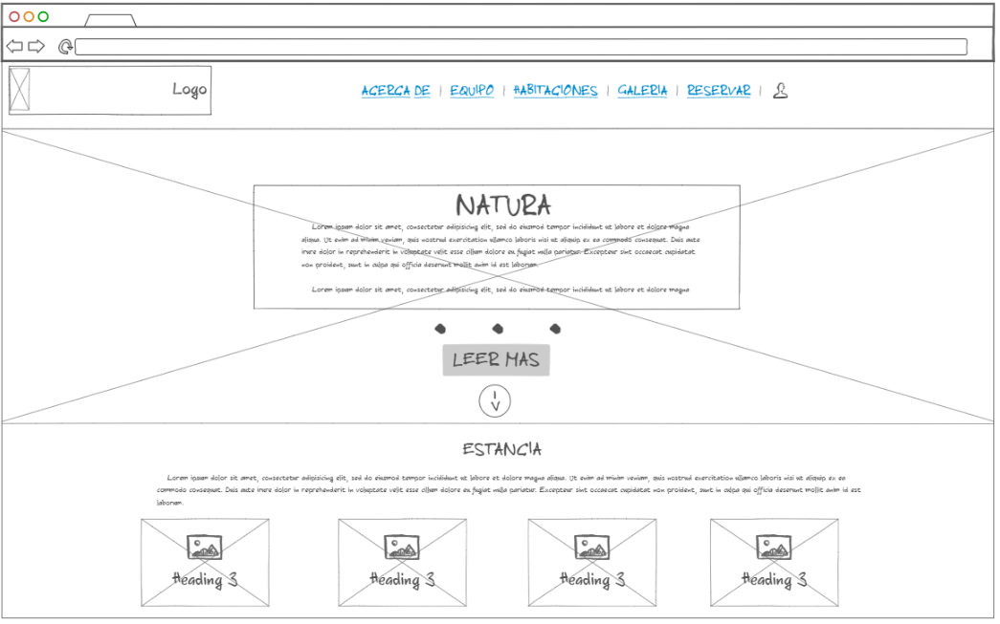 Logo
ACERCA DE | EQUIPO | HABITACIONES | GALERIA | RESERVAR |
NATURA
Lorem ipsum dolor sit amet, consectetur adipisicing elit, sed do eiusmod tempor incididunt ut labore et dolore magna
aliqua. Ut enim ad minim veniam, quis nostrud exercitation ullamco laboris nisi ut aliquip ex ea commodo consequat. Duis aute
irure dolor in reprehenderit in voluptate velit esse cillum dolore eu fugiat nulla pariatur. Excepteur sint occaecat cupidatat
non proident, sunt in culpa qui officia deserunt mollit anim id est laborum.
Lorem ipsum dolor sit amet, consectetur adipisicing elit, sed do eiusmod tempor incididunt ut labore et dolore magna
LEER MAS
ESTANCIA
Lorem ipsum dolor sit amet, consectetur adipisicing elit, sed do eiusmod tempor incididunt ut labore et dolore magna aliqua. Ut enim ad minim veniam, quis nostrud exercitation ullamco laboris nisi ut aliquip ex ea
commodo consequat. Duis aute irure dolor in reprehenderit in voluptate velit esse cillum dolore eu fugiat nulla pariatur. Excepteur sint occaecat cupidatat non proident, sunt in culpa qui officia deserunt mollit anim id est
laborum.
Heading 3
Heading 3
Heading 3
Heading 3